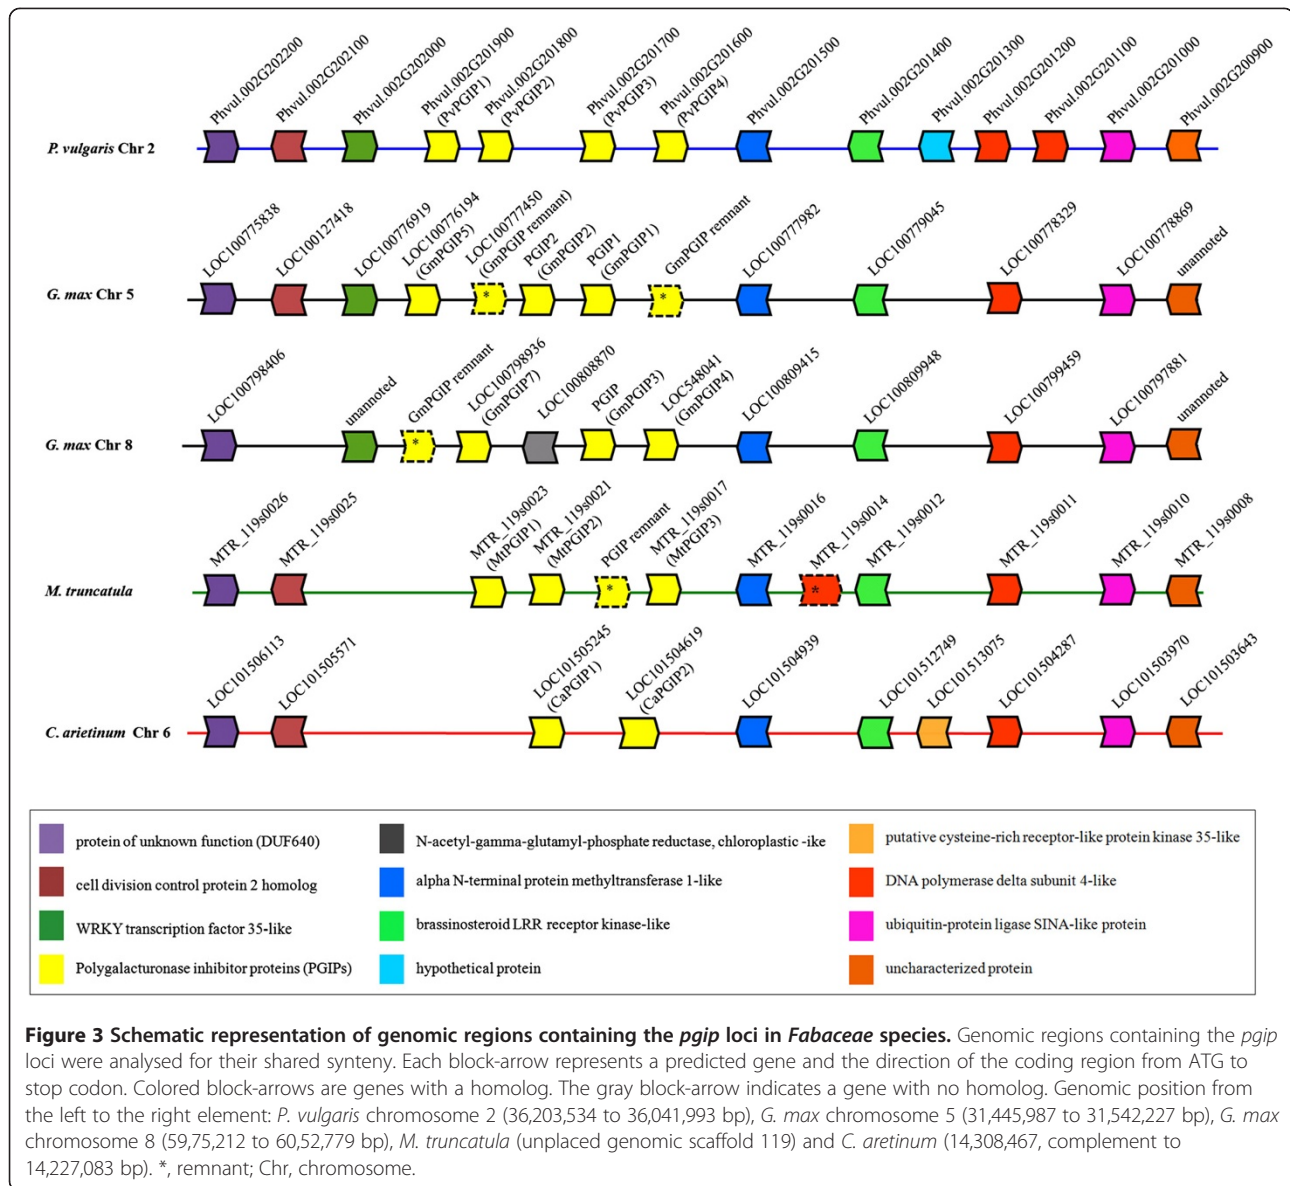 Phvul.002G202200
Phvul.002G202100
Phvul.002G202000
Phvul.002G201900
(PvPGIP1)
Phvul.002G201800
(PvPGIP2)
Phvul.002G201700
(PvPGIP3)
Phvul.002G201600
(PvPGIP4)
Phvul.002G201500
Phvul.002G201400
Phvul.002G201300
Phvul.002G201200
Phvul.002G201100
Phvul.002G201000
Phvul.002G200900
P. vulgaris Chr 2
LOC100775838
LOC100127418
LOC100776919
LOC100776194
(GmPGIP5)
LOC100777450
(GmPGIP remnant)
PGIP2
(GmPGIP2)
PGIP1
(GmPGIP1)
GmPGIP remnant
LOC100777982
LOC100779045
LOC100778329
LOC100778869
unannoted
G. max Chr 5
*
*
LOC100798406
unannoted
GmPGIP remnant
LOC100798936
(GmPGIP7)
LOC100808870
PGIP
(GmPGIP3)
LOC548041
(GmPGIP4)
LOC100809415
LOC100809948
LOC100799459
LOC100797881
unannoted
G. max Chr 8
*
MTR_119s0026
MTR_119s0025
MTR_119s0023
(MtPGIP1)
MTR_119s0021
(MtPGIP2)
PGIP remnant
MTR_119s0017
(MtPGIP3)
MTR_119s0016
MTR_119s0014
MTR_119s0012
MTR_119s0011
MTR_119s0010
MTR_119s0008
M. truncatula
*
*
LOC101506113
LOC101505571
LOC101505245
(CaPGIP1)
LOC101504619
(CaPGIP2)
LOC101504939
LOC101512749
LOC101513075
LOC101504287
LOC101503970
LOC101503643
C. arietinum Chr 6
protein of unknown function (DUF640)
cell division control protein 2 homolog
WRKY transcription factor 35-like
Polygalacturonase inhibitor proteins (PGIPs)
N-acetyl-gamma-glutamyl-phosphate reductase, chloroplastic -ike
alpha N-terminal protein methyltransferase 1-like
brassinosteroid LRR receptor kinase-like
hypothetical protein
putative cysteine-rich receptor-like protein kinase 35-like
DNA polymerase delta subunit 4-like
ubiquitin-protein ligase SINA-like protein
uncharacterized protein
Figure 3 Schematic representation of genomic regions containing the pgip loci in Fabaceae species. Genomic regions containing the pgip
loci were analysed for their shared synteny. Each block-arrow represents a predicted gene and the direction of the coding region from ATG to
stop codon. Colored block-arrows are genes with a homolog. The gray block-arrow indicates a gene with no homolog. Genomic position from
the left to the right element: P. vulgaris chromosome 2 (36,203,534 to 36,041,993 bp), G. max chromosome 5 (31,445,987 to 31,542,227 bp), G. max
chromosome 8 (59,75,212 to 60,52,779 bp), M. truncatula (unplaced genomic scaffold 119) and C. aretinum (14,308,467, complement to
14,227,083 bp). *, remnant; Chr, chromosome.